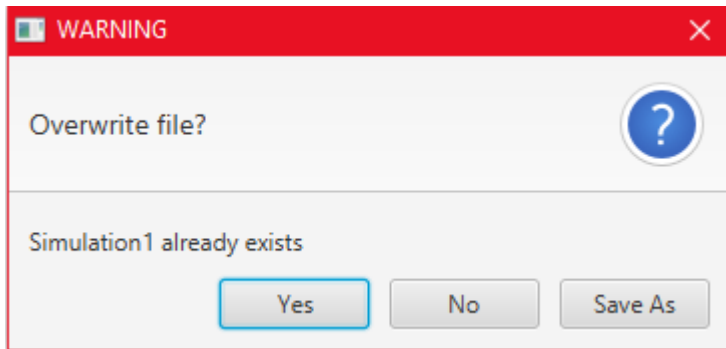 WARNING
Overwrite file?
?
Simulation1 already exists
Yes No Save As